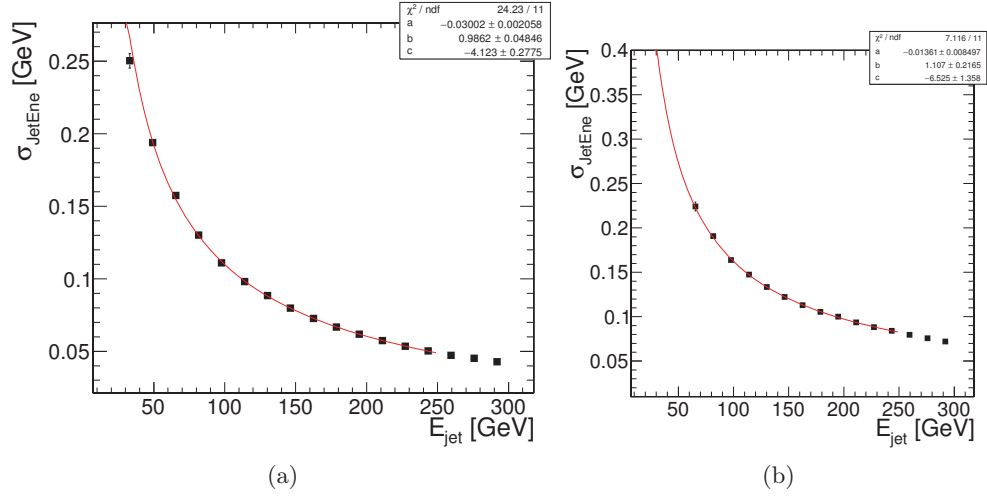 χ² / ndf 24.23 / 11
a −0.03002 ± 0.002058
b 0.9862 ± 0.04846
c −4.123 ± 0.2775
σJetEne [GeV]
0.25
0.2
0.15
0.1
0.05
50 100 150 200 250 300
Ejet [GeV]
(a)
χ² / ndf 7.116 / 11
a −0.01361 ± 0.008497
b 1.107 ± 0.2165
c −6.525 ± 1.358
σJetEne [GeV]
0.4
0.35
0.3
0.25
0.2
0.15
0.1
0.05
50 100 150 200 250 300
Ejet [GeV]
(b)